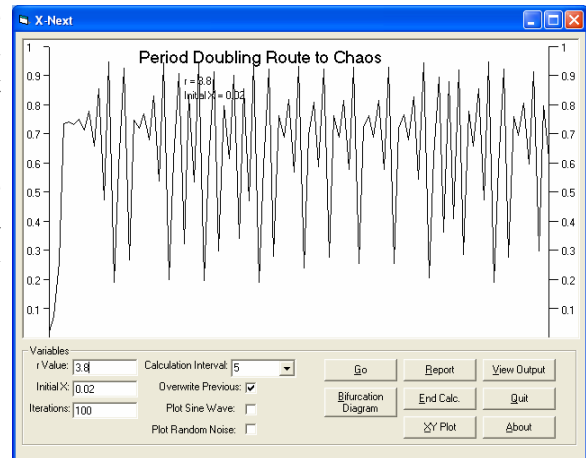 X-Next
Period Doubling Route to Chaos
r = 3.8
Initial X = 0.02
1
0.9
0.8
0.7
0.6
0.5
0.4
0.3
0.2
0.1
1
0.9
0.8
0.7
0.6
0.5
0.4
0.3
0.2
0.1
Variables
r Value: 3.8
Initial X: 0.02
Iterations: 100
Calculation Interval: 5
Overwrite Previous:
Plot Sine Wave:
Plot Random Noise:
Go
Report
View Output
Bifurcation
Diagram
End Calc.
Quit
XY Plot
About